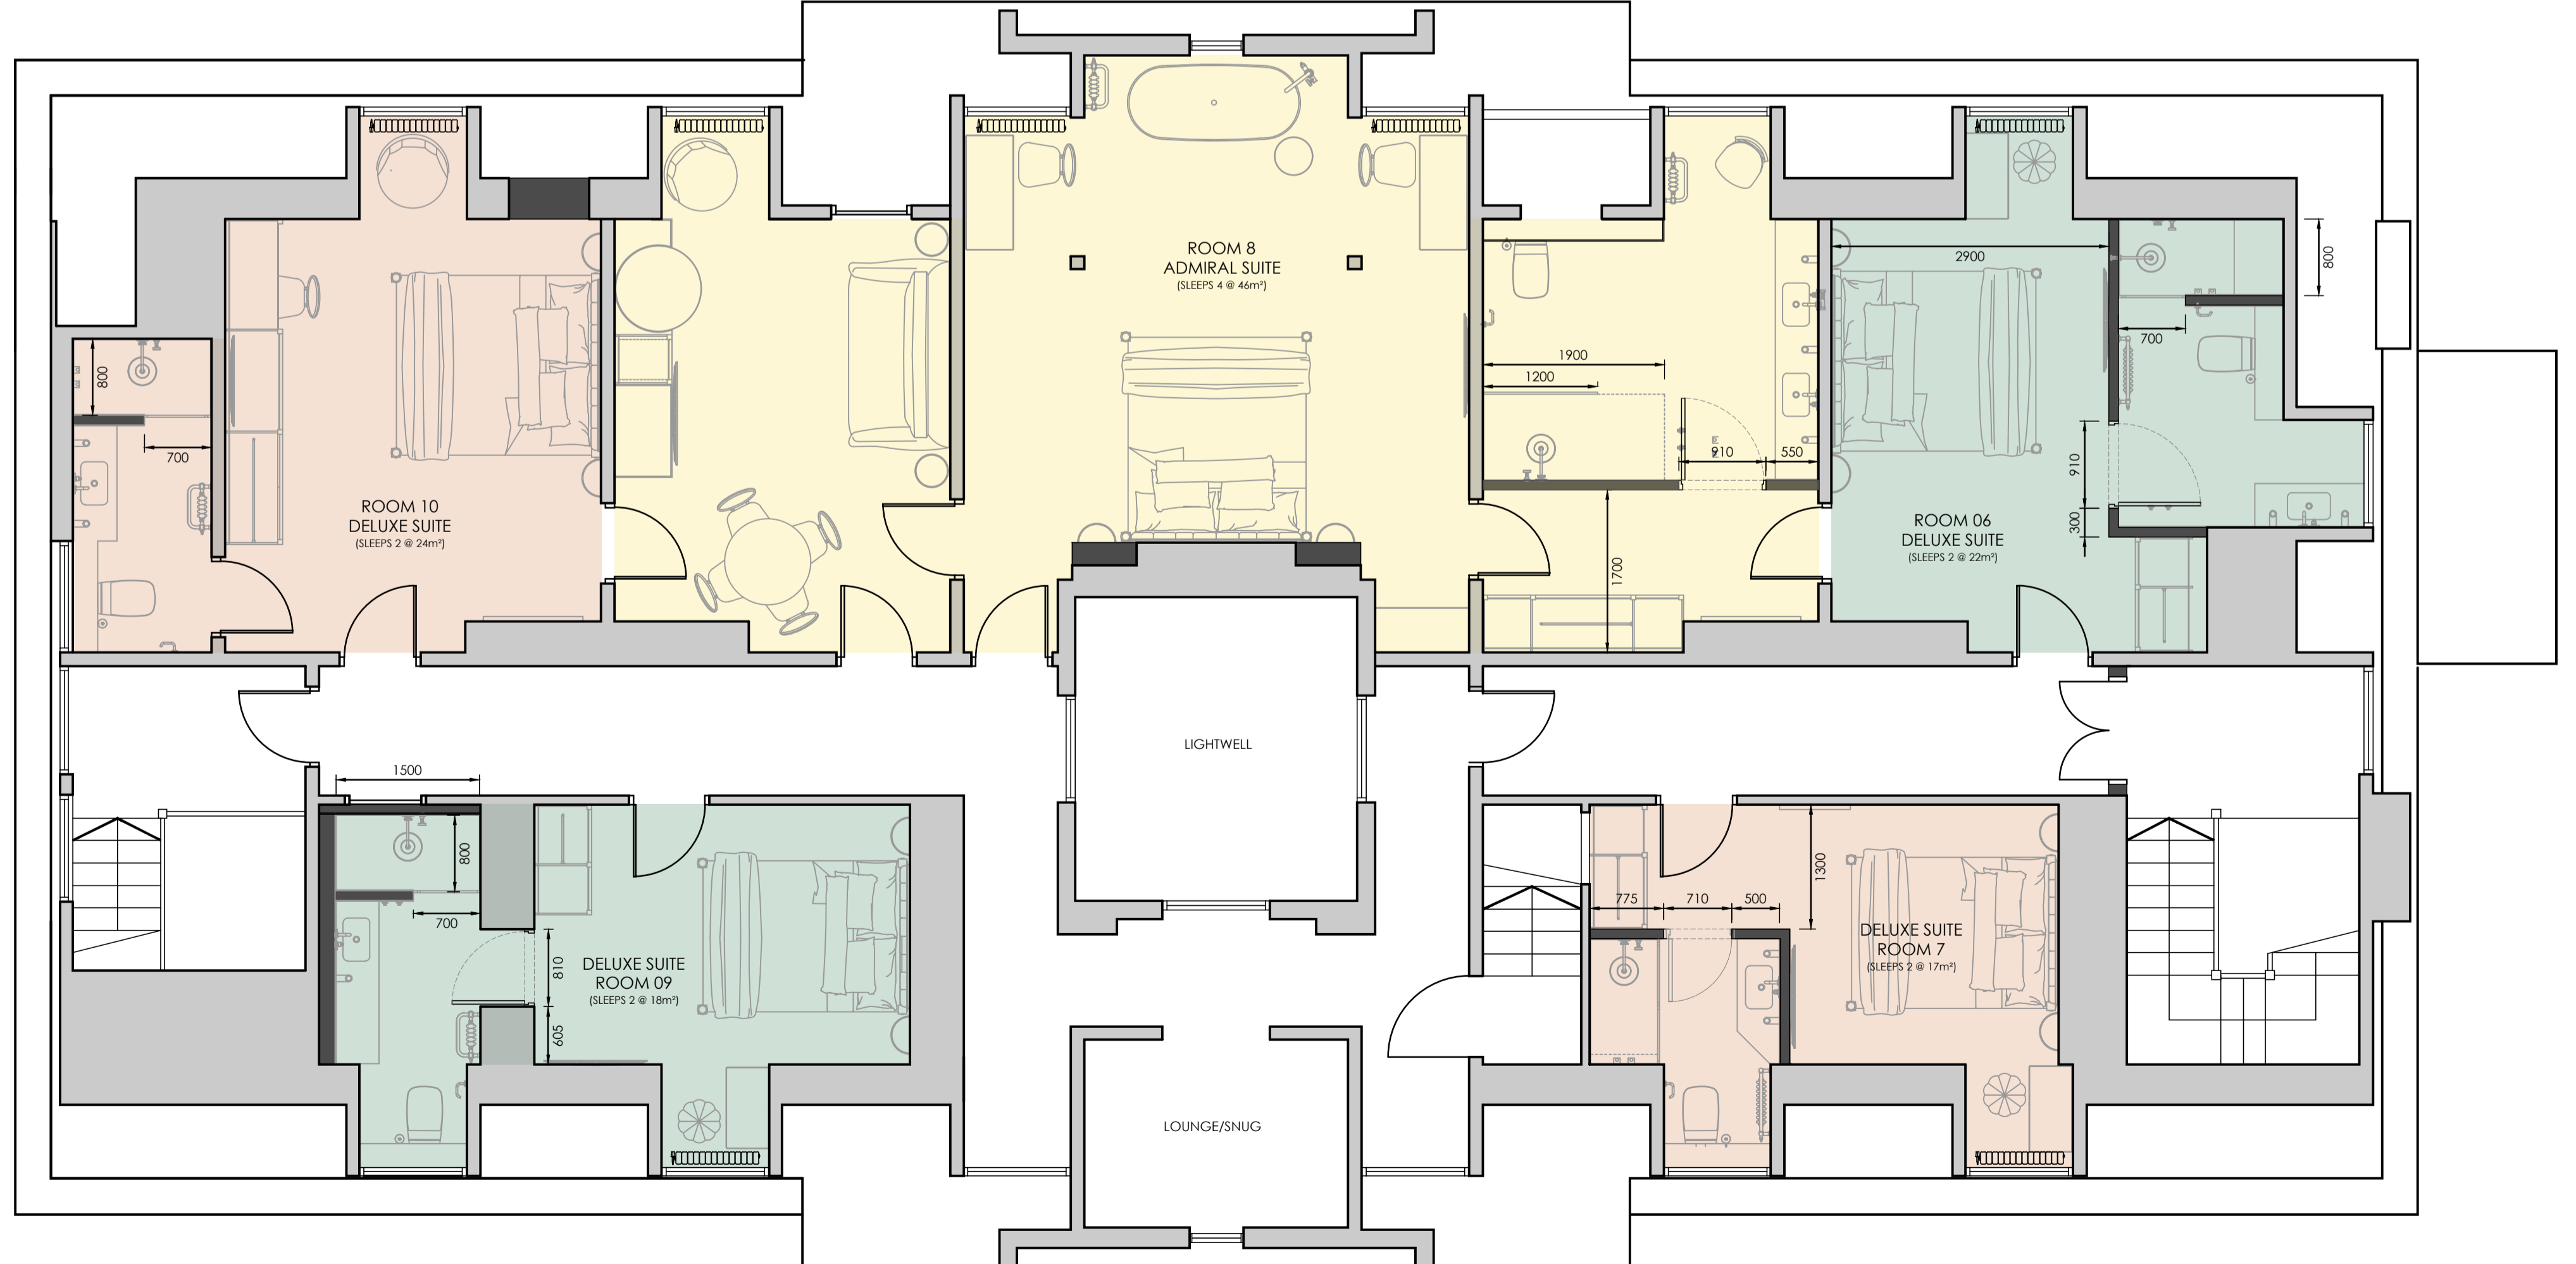 ROOM 8
ADMIRAL SUITE
(SLEEPS 4 @ 46m²)
2900
800
700
1900
1200
910
550
800
700
ROOM 10
DELUXE SUITE
(SLEEPS 2 @ 24m²)
910
300
ROOM 06
DELUXE SUITE
(SLEEPS 2 @ 22m²)
1700
LIGHTWELL
1500
800
700
810
605
DELUXE SUITE
ROOM 09
(SLEEPS 2 @ 18m²)
1300
775
710
500
DELUXE SUITE
ROOM 7
(SLEEPS 2 @ 17m²)
LOUNGE/SNUG